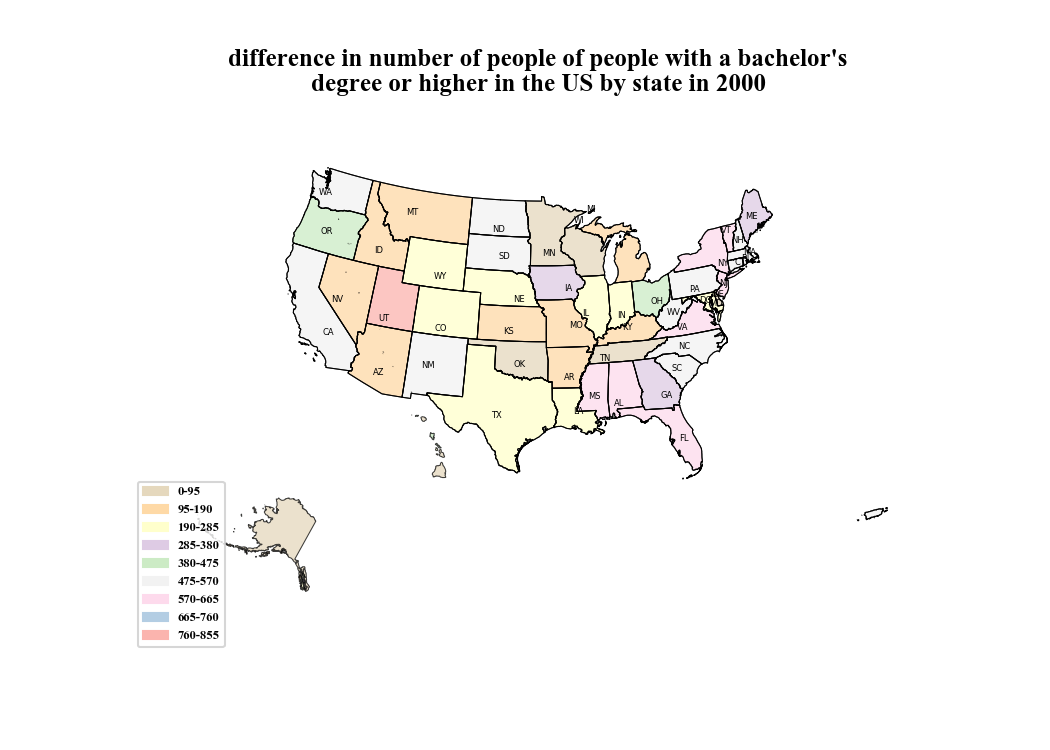 difference in number of people of people with a bachelor's
degree or higher in the US by state in 2000
WA
MT
ND
MN
WI
MI
ME
VT
NH
OR
ID
SD
NY
MA
CT
WY
IA
PA
NJ
NV
UT
CO
NE
IL
IN
OH
WV
MD
DE
DC
CA
KS
MO
KY
VA
AZ
NM
OK
AR
TN
NC
SC
TX
LA
MS
AL
GA
FL
0-95
95-190
190-285
285-380
380-475
475-570
570-665
665-760
760-855